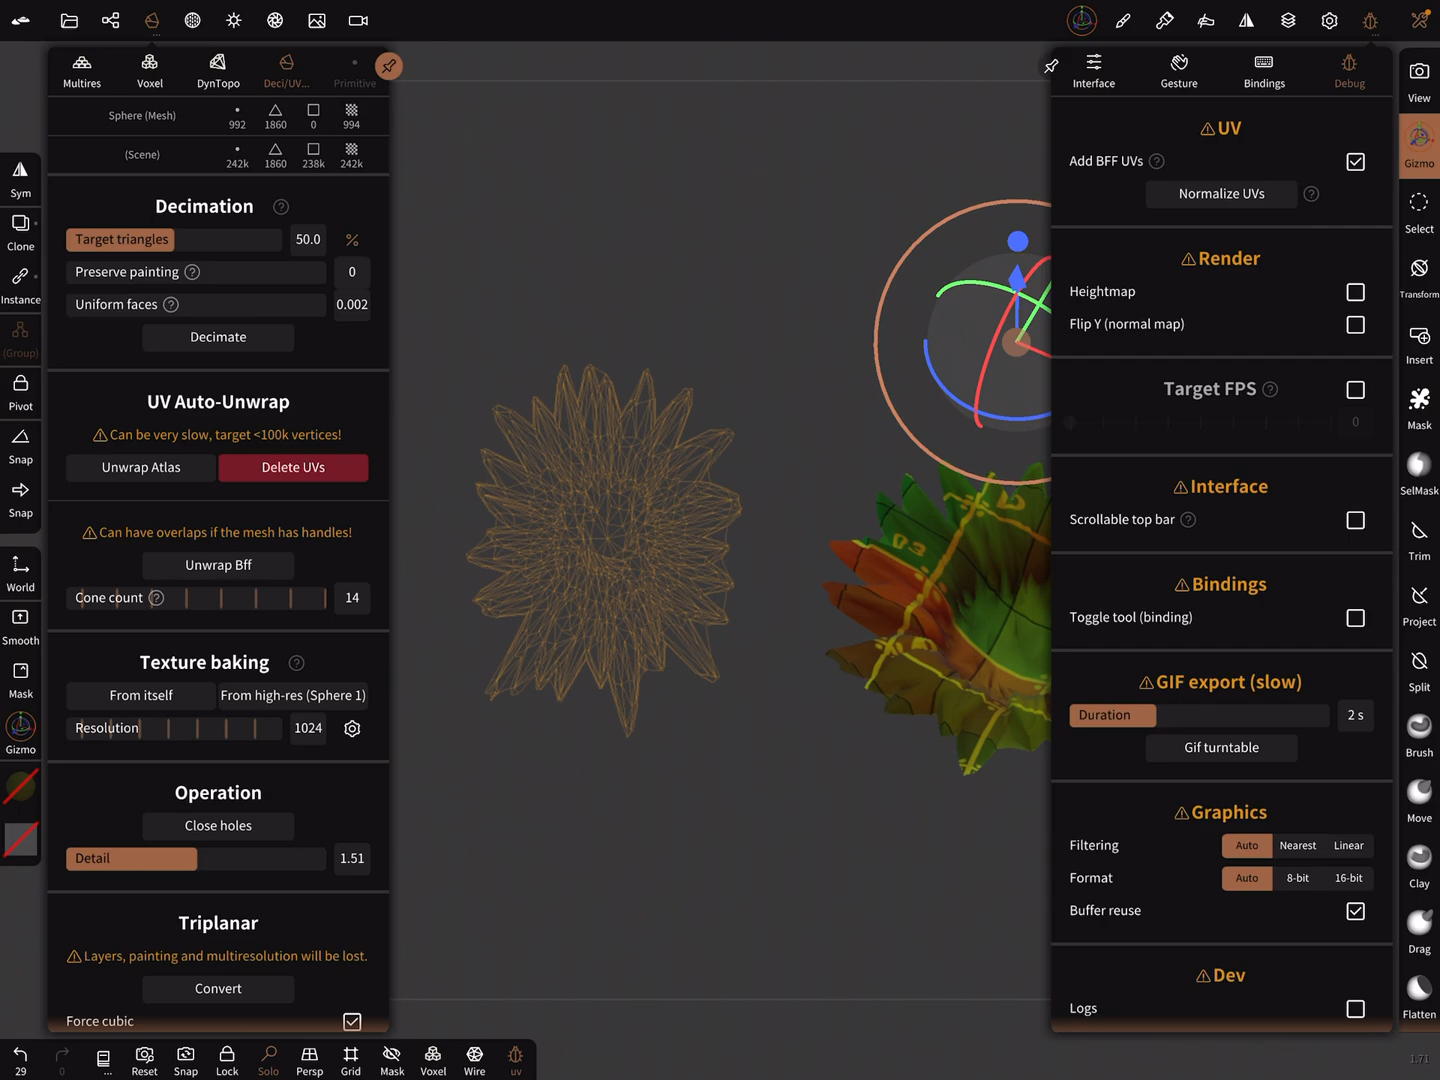 Multires
Voxel
DynTopo
Deci/UV...
Primitive
Sphere (Mesh)
992
1860
0
994
(Scene)
242k
1860
238k
242k
Decimation
Target triangles
50.0
%
Preserve painting
0
Uniform faces
0.002
Decimate
UV Auto-Unwrap
Can be very slow, target <100k vertices!
Unwrap Atlas
Delete UVs
Can have overlaps if the mesh has handles!
Unwrap Bff
Cone count
14
Texture baking
From itself
From high-res (Sphere 1)
Resolution
1024
Operation
Close holes
Detail
1.51
Triplanar
Layers, painting and multiresolution will be lost.
Convert
Force cubic
Sym
Clone
Instance
(Group)
Pivot
Snap
Snap
World
Smooth
Mask
Gizmo
29
0
...
Reset
Snap
Lock
Solo
Persp
Grid
Mask
Voxel
Wire
uv
D3
Interface
Gesture
Bindings
Debug
UV
Add BFF UVs
Normalize UVs
Render
Heightmap
Flip Y (normal map)
Target FPS
0
Interface
Scrollable top bar
Bindings
Toggle tool (binding)
GIF export (slow)
Duration
2 s
Gif turntable
Graphics
Filtering
Auto
Nearest
Linear
Format
Auto
8-bit
16-bit
Buffer reuse
Dev
Logs
View
Gizmo
Select
Transform
Insert
Mask
SelMask
Trim
Project
Split
Brush
Move
Clay
Drag
Flatten
1.71